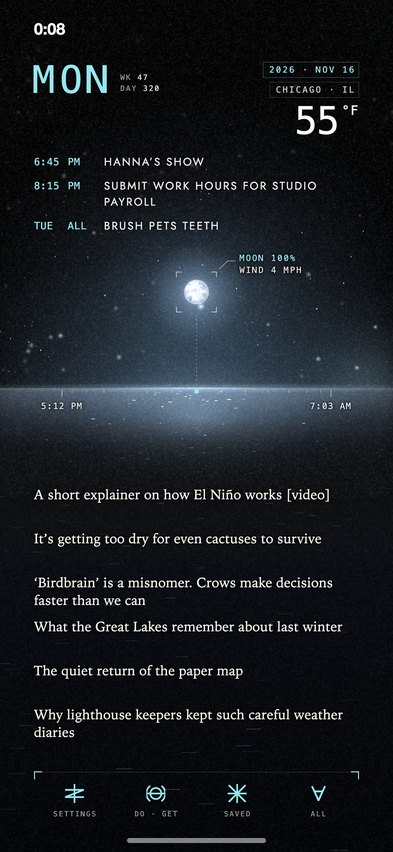 0:08
MON
WK 47
DAY 320
2026 · NOV 16
CHICAGO · IL
55°F
6:45 PM HANNA'S SHOW
8:15 PM SUBMIT WORK HOURS FOR STUDIO
PAYROLL
TUE ALL BRUSH PETS TEETH
MOON 100%
WIND 4 MPH
5:12 PM 7:03 AM
A short explainer on how El Niño works [video]
It's getting too dry for even cactuses to survive
‘Birdbrain’ is a misnomer. Crows make decisions
faster than we can
What the Great Lakes remember about last winter
The quiet return of the paper map
Why lighthouse keepers kept such careful weather
diaries
SETTINGS DO · GET SAVED ALL